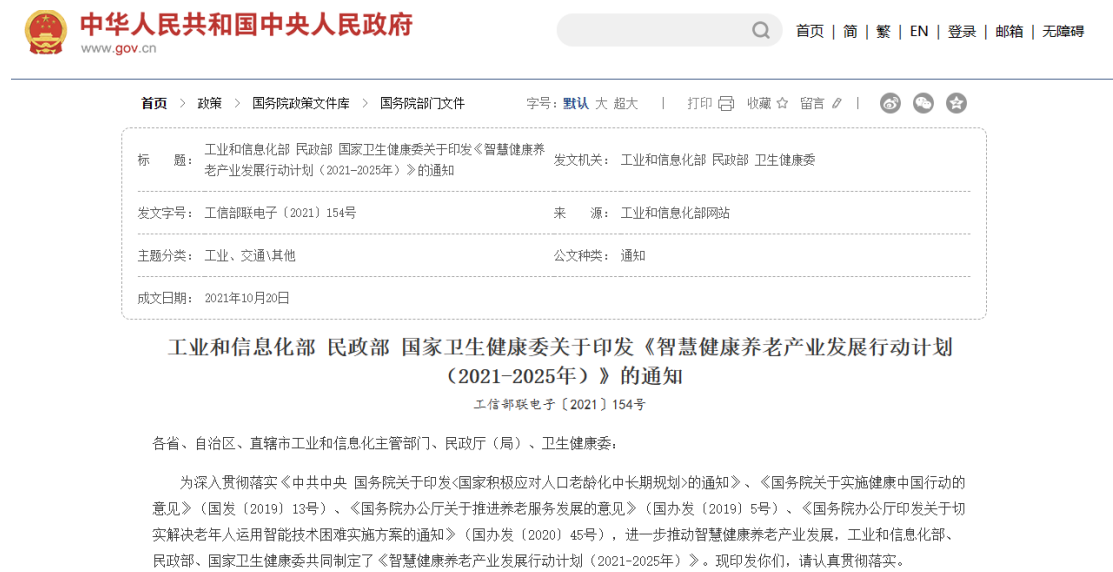 中华人民共和国中央人民政府
www.gov.cn
首页 | 简 | 繁 | EN | 登录 | 邮箱 | 无障碍
首页 > 政策 > 国务院政策文件库 > 国务院部门文件
字号：默认 大 超大 | 打印 收藏 留言 |
标 题： 工业和信息化部 民政部 国家卫生健康委关于印发《智慧健康养
老产业发展行动计划（2021-2025年）》的通知
发文机关： 工业和信息化部 民政部 卫生健康委
发文字号： 工信部联电子〔2021〕154号
来 源： 工业和信息化部网站
主题分类： 工业、交通\其他
公文种类： 通知
成文日期： 2021年10月20日
工业和信息化部 民政部 国家卫生健康委关于印发《智慧健康养老产业发展行动计划
（2021-2025年）》的通知
工信部联电子〔2021〕154号
各省、自治区、直辖市工业和信息化主管部门、民政厅（局）、卫生健康委：
为深入贯彻落实《中共中央 国务院关于印发<国家积极应对人口老龄化中长期规划>的通知》、《国务院关于实施健康中国行动的
意见》（国发〔2019〕13号）、《国务院办公厅关于推进养老服务发展的意见》（国办发〔2019〕5号）、《国务院办公厅印发关于切
实解决老年人运用智能技术困难实施方案的通知》（国办发〔2020〕45号），进一步推动智慧健康养老产业发展，工业和信息化部、
民政部、国家卫生健康委共同制定了《智慧健康养老产业发展行动计划（2021-2025年）》。现印发你们，请认真贯彻落实。